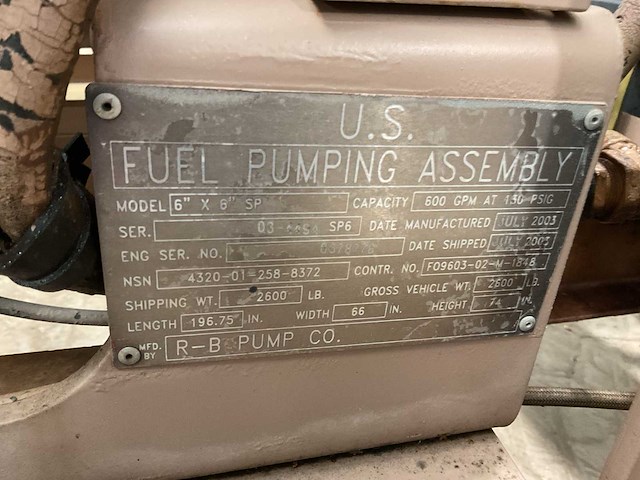 U.S.
FUEL PUMPING ASSEMBLY
MODEL 6" X 6" SP CAPACITY 600 GPM AT 150 PSIG
SER. SP6 DATE MANUFACTURED JULY 2003
ENG SER. NO. DATE SHIPPED JULY 2003
NSN 4320-01-258-8372 CONTR. NO. F09603-02-M-1848
SHIPPING WT. 2600 LB. GROSS VEHICLE WT. 2600 LB.
LENGTH 196.75 IN. WIDTH 66 IN. HEIGHT 74 IN.
MFD. BY R-B PUMP CO.